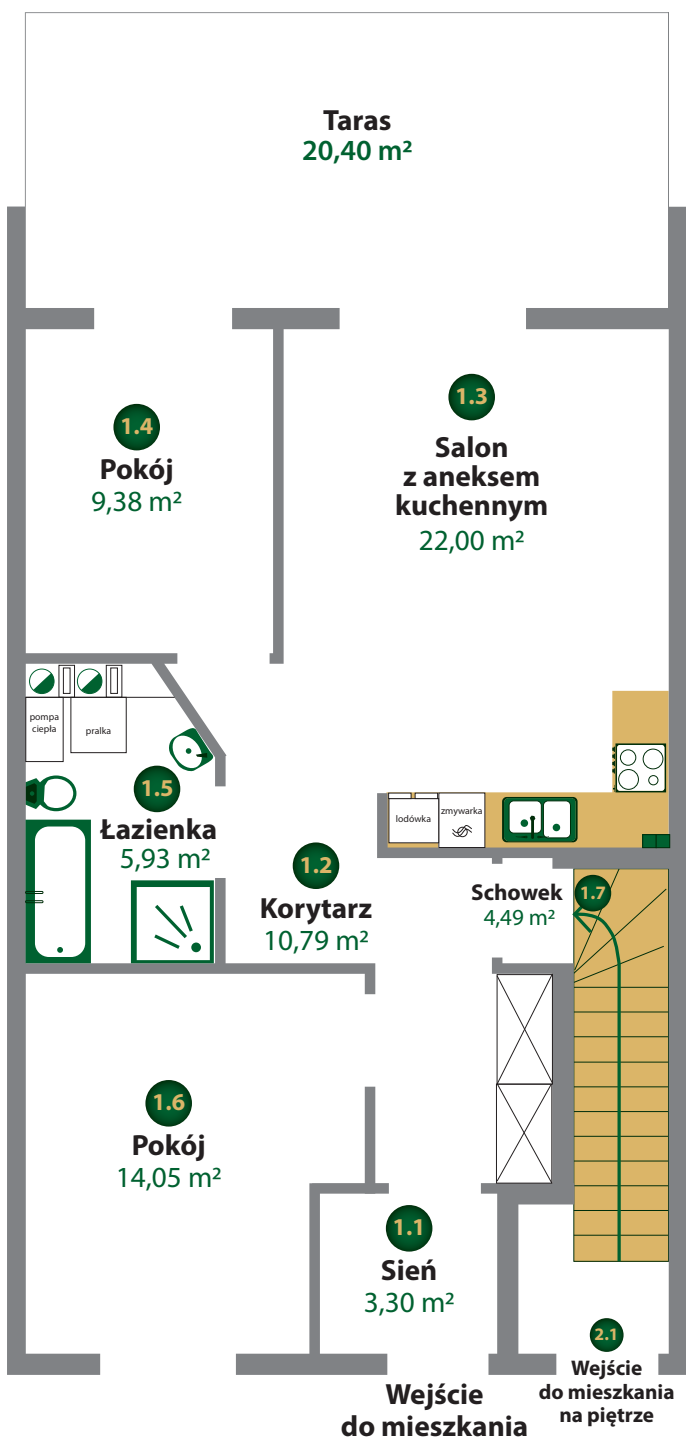 Taras
20,40 m²
1.4
Pokój
9,38 m²
1.3
Salon
z aneksem
kuchennym
22,00 m²
pompa
ciepła
pralka
1.5
Łazienka
5,93 m²
lodówka
zmywarka
1.2
Korytarz
10,79 m²
Schowek
4,49 m²
1.7
1.6
Pokój
14,05 m²
1.1
Sień
3,30 m²
2.1
Wejście
do mieszkania
na piętrze
Wejście
do mieszkania